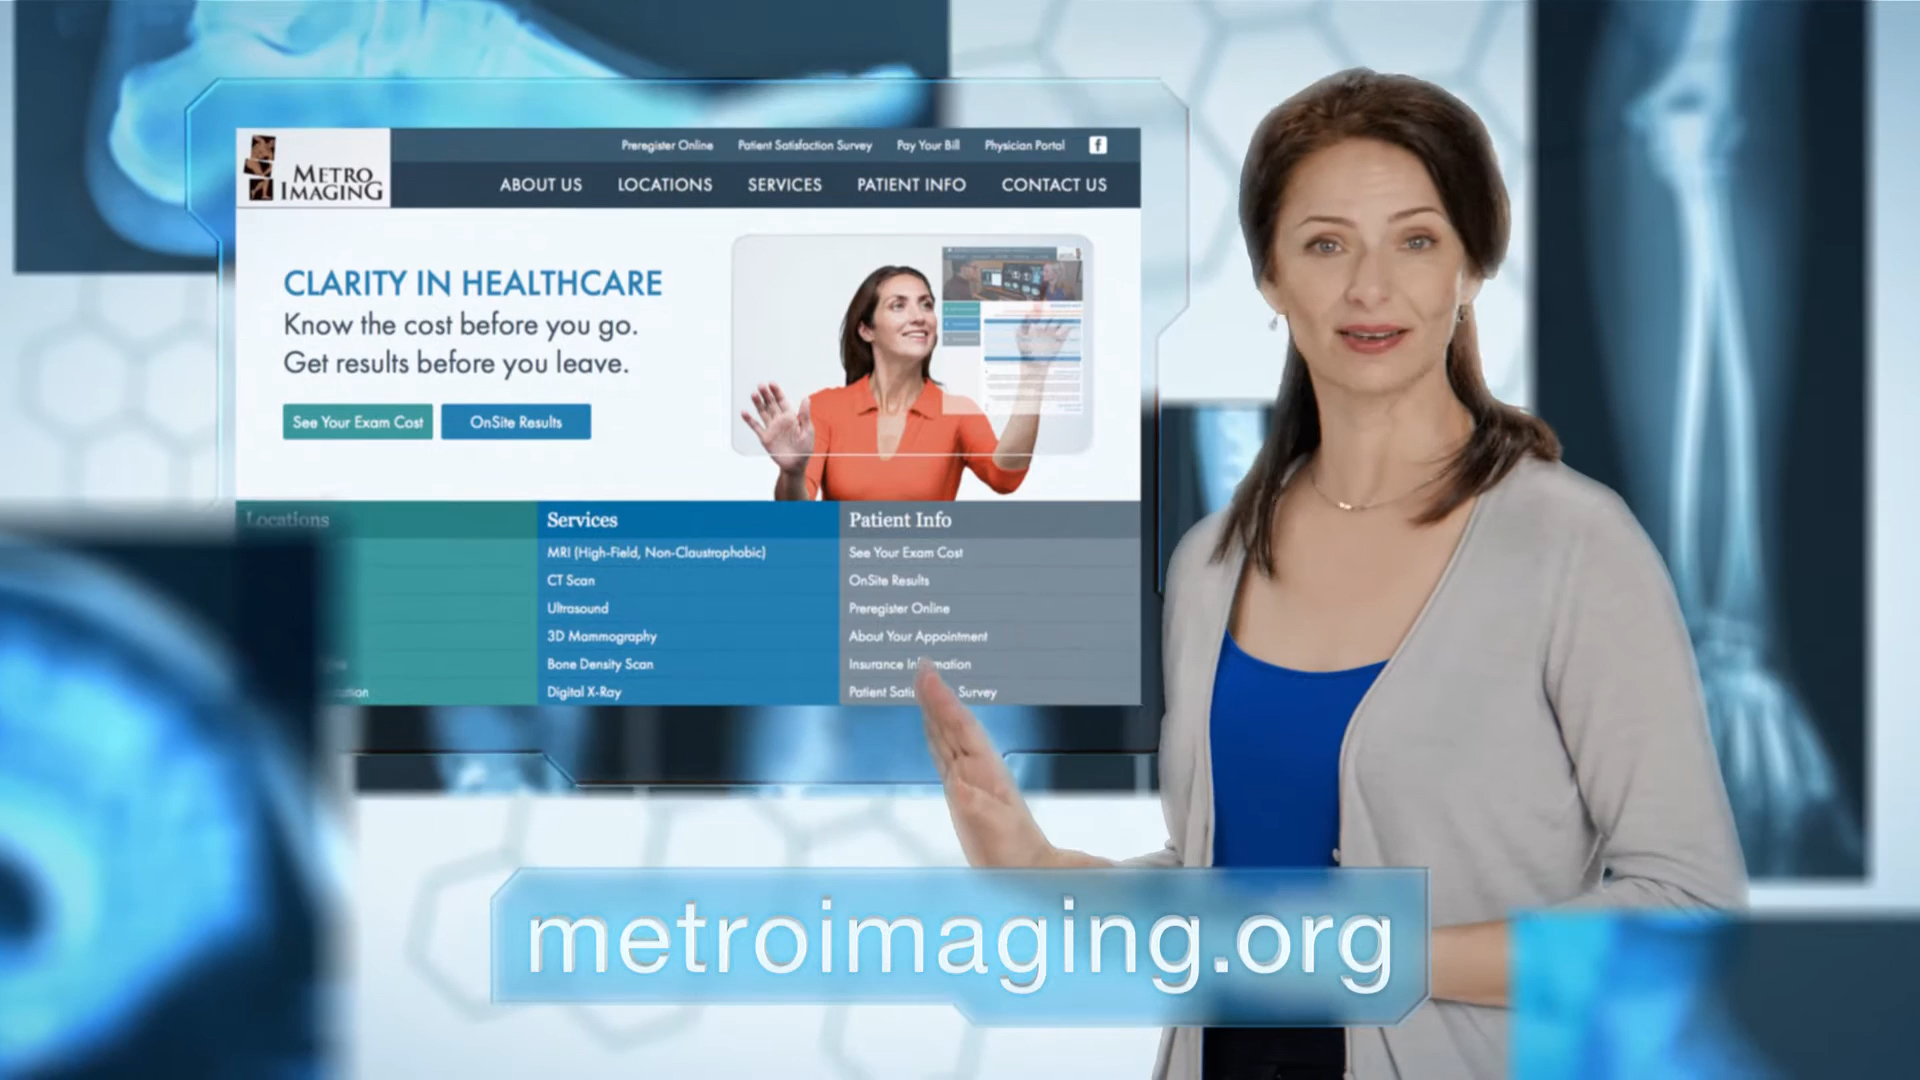 METRO
IMAGING
Preregister Online Patient Satisfaction Survey Pay Your Bill Physician Portal f
ABOUT US LOCATIONS SERVICES PATIENT INFO CONTACT US
CLARITY IN HEALTHCARE
Know the cost before you go.
Get results before you leave.
See Your Exam Cost OnSite Results
Locations
Services
MRI (High-Field, Non-Claustrophobic)
CT Scan
Ultrasound
3D Mammography
Bone Density Scan
Digital X-Ray
Patient Info
See Your Exam Cost
OnSite Results
Preregister Online
About Your Appointment
Insurance
Patient Survey
metroimaging.org